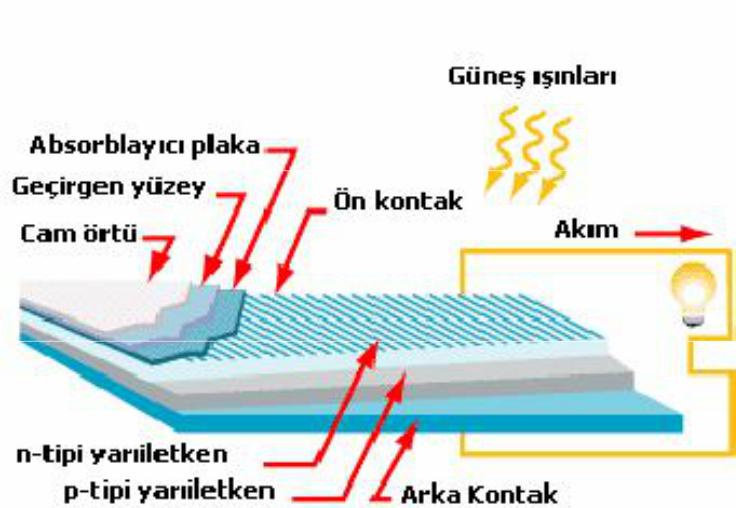 Güneş ışınları
Absorblayıcı plaka
Geçirgen yüzey
Ön kontak
Cam örtü
Akım
n-tipi yarıiletken
p-tipi yarıiletken
Arka Kontak